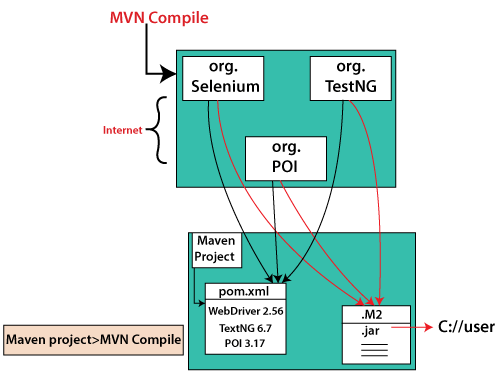 MVN Compile
org.
Selenium
org.
TestNG
Internet
org.
POI
Maven
Project
pom.xml
WebDriver 2.56
TextNG 6.7
POI 3.17
.M2
.jar
C://user
Maven project>MVN Compile